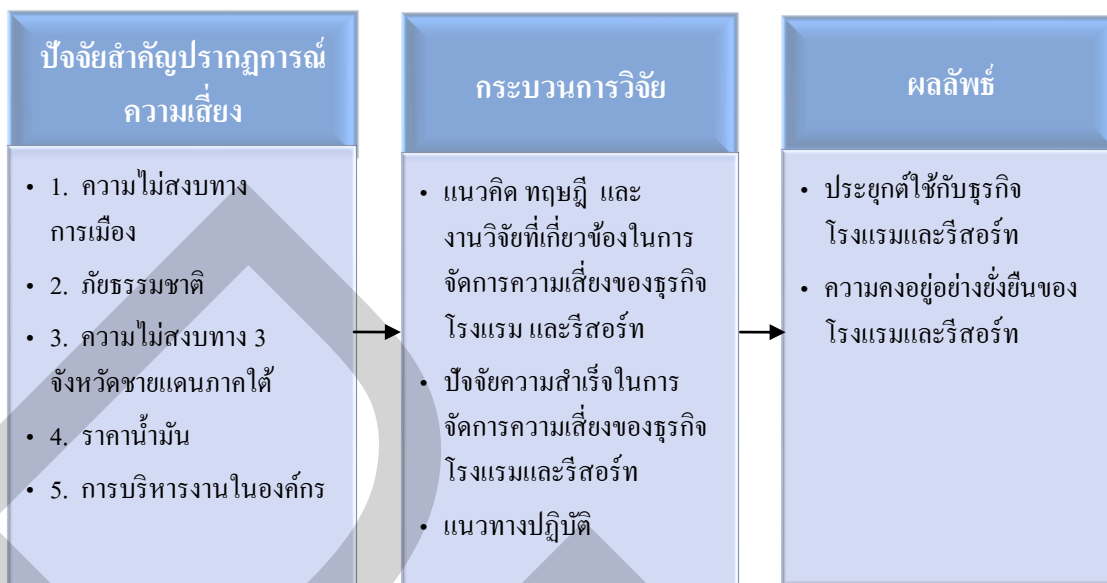 ปัจจัยสำคัญปรากฏการณ์
ความเสี่ยง
• 1. ความไม่สงบทาง
การเมือง
• 2. ภัยธรรมชาติ
• 3. ความไม่สงบทาง 3
จังหวัดชายแดนภาคใต้
• 4. ราคาน้ำมัน
• 5. การบริหารงานในองค์กร
กระบวนการวิจัย
• แนวคิด ทฤษฎี และ
งานวิจัยที่เกี่ยวข้องในการ
จัดการความเสี่ยงของธุรกิจ
โรงแรม และรีสอร์ท
• ปัจจัยความสำเร็จในการ
จัดการความเสี่ยงของธุรกิจ
โรงแรมและรีสอร์ท
• แนวทางปฏิบัติ
ผลลัพธ์
• ประยุกต์ใช้กับธุรกิจ
โรงแรมและรีสอร์ท
• ความคงอยู่อย่างยั่งยืนของ
โรงแรมและรีสอร์ท